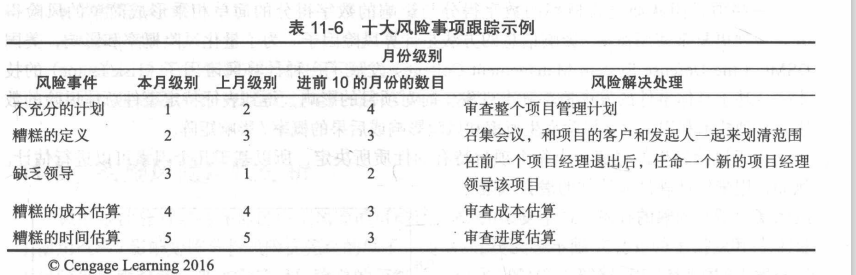 表 11-6 十大风险事项跟踪示例
月份级别
风险事件 本月级别 上月级别 进前 10 的月份的数目 风险解决处理
不充分的计划 1 2 4 审查整个项目管理计划
糟糕的定义 2 3 3 召集会议，和项目的客户和发起人一起来划清范围
缺乏领导 3 1 2 在前一个项目经理退出后，任命一个新的项目经理
领导该项目
糟糕的成本估算 4 4 3 审查成本估算
糟糕的时间估算 5 5 3 审查进度估算
© Cengage Learning 2016